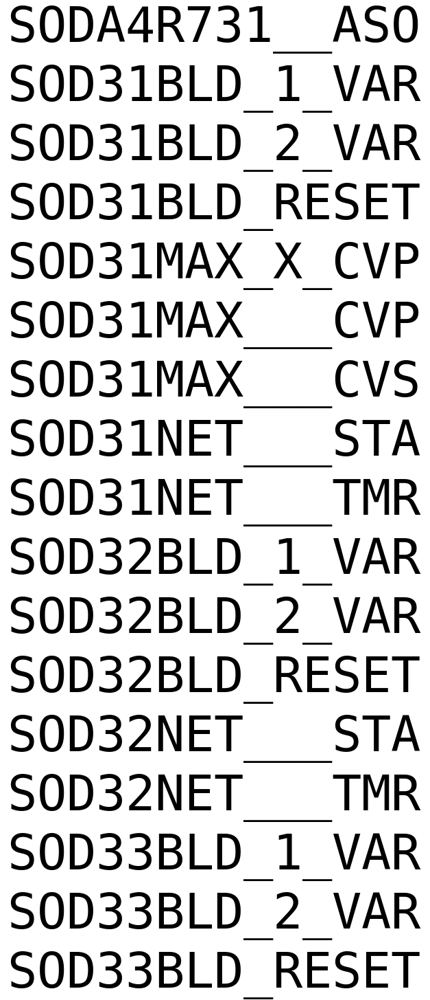 SODA4R731__ASO
SOD31BLD_1_VAR
SOD31BLD_2_VAR
SOD31BLD_RESET
SOD31MAX_X_CVP
SOD31MAX___CVP
SOD31MAX___CVS
SOD31NET___STA
SOD31NET___TMR
SOD32BLD_1_VAR
SOD32BLD_2_VAR
SOD32BLD_RESET
SOD32NET___STA
SOD32NET___TMR
SOD33BLD_1_VAR
SOD33BLD_2_VAR
SOD33BLD_RESET